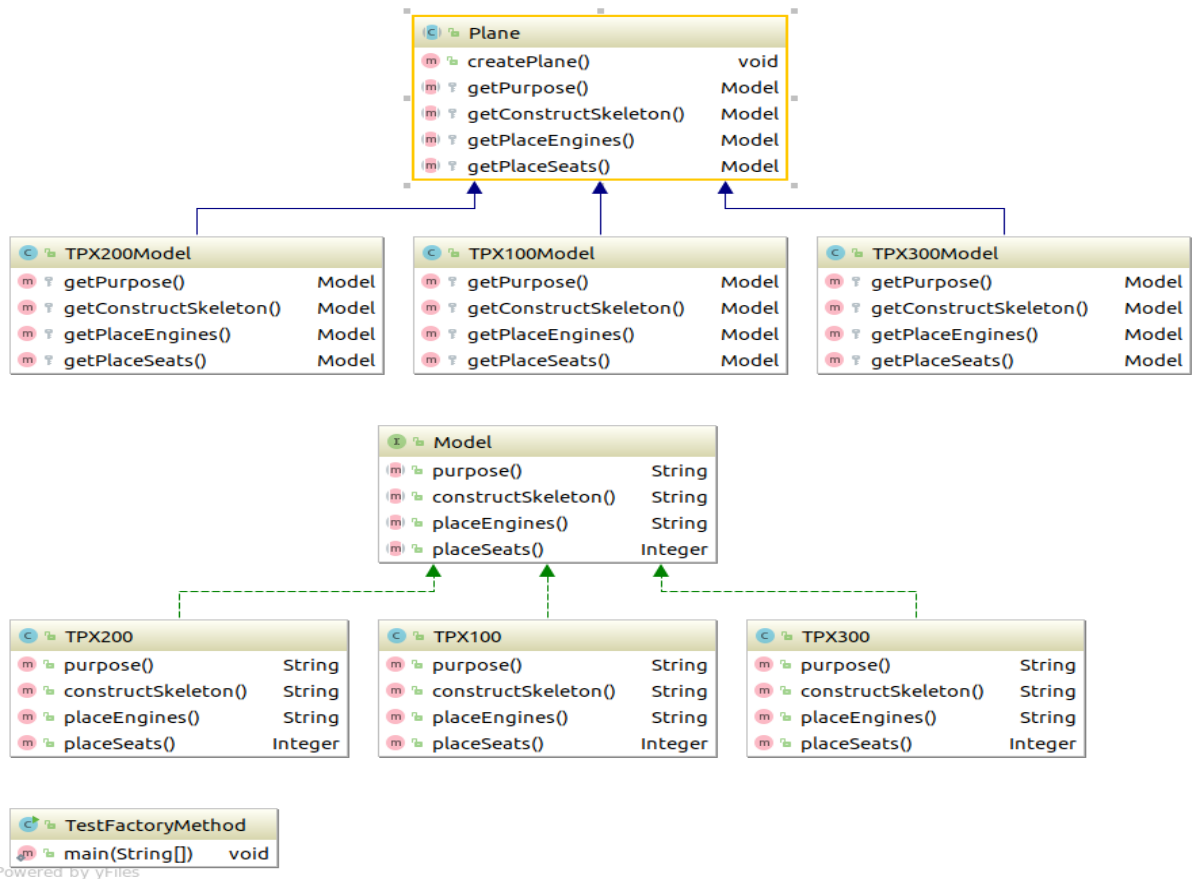 Plane
createPlane() void
getPurpose() Model
getConstructSkeleton() Model
getPlaceEngines() Model
getPlaceSeats() Model
TPX200Model
getPurpose() Model
getConstructSkeleton() Model
getPlaceEngines() Model
getPlaceSeats() Model
TPX100Model
getPurpose() Model
getConstructSkeleton() Model
getPlaceEngines() Model
getPlaceSeats() Model
TPX300Model
getPurpose() Model
getConstructSkeleton() Model
getPlaceEngines() Model
getPlaceSeats() Model
Model
purpose() String
constructSkeleton() String
placeEngines() String
placeSeats() Integer
TPX200
purpose() String
constructSkeleton() String
placeEngines() String
placeSeats() Integer
TPX100
purpose() String
constructSkeleton() String
placeEngines() String
placeSeats() Integer
TPX300
purpose() String
constructSkeleton() String
placeEngines() String
placeSeats() Integer
TestFactoryMethod
main(String[]) void
Powered by yFiles